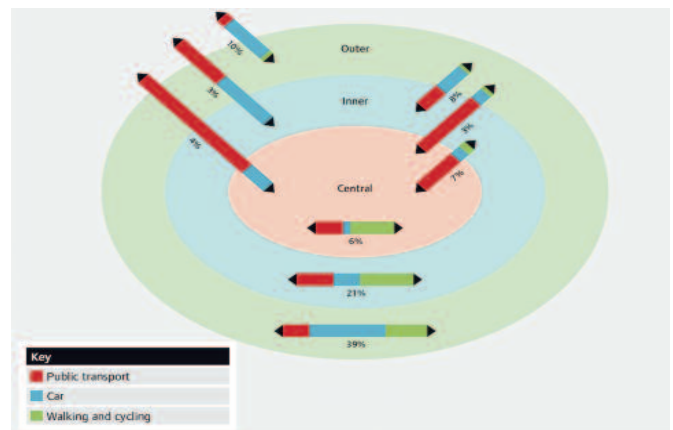 Outer
10%
Inner
3%
8%
3%
4%
7%
Central
6%
21%
39%
Key
Public transport
Car
Walking and cycling